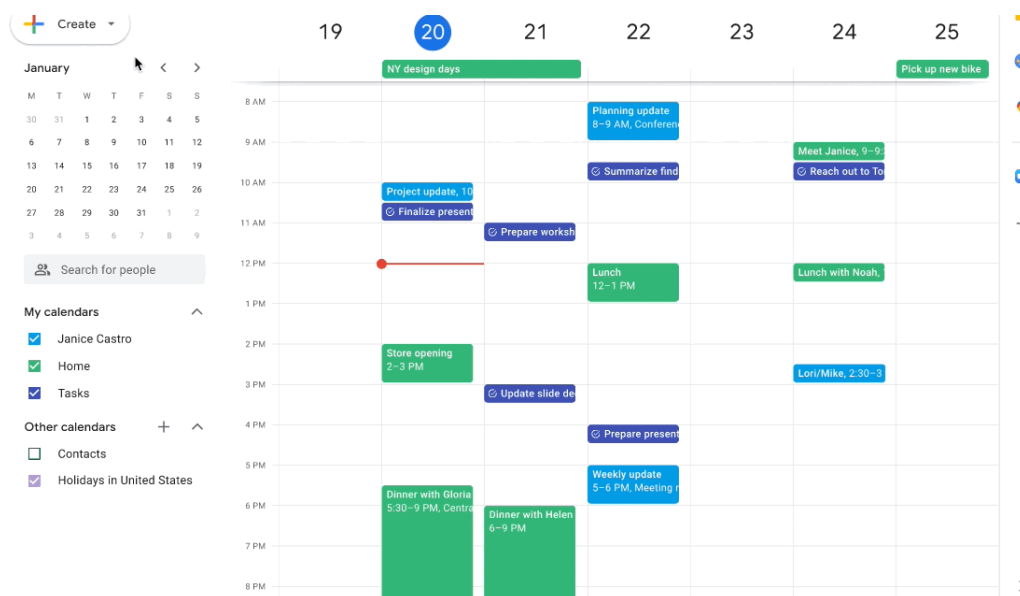 Create
19 20 21 22 23 24 25
NY design days
Pick up new bike
January
M T W T F S S
30 31 1 2 3 4 5
6 7 8 9 10 11 12
13 14 15 16 17 18 19
20 21 22 23 24 25 26
27 28 29 30 31 1 2
3 4 5 6 7 8 9
Search for people
My calendars
Janice Castro
Home
Tasks
Other calendars
Contacts
Holidays in United States
8 AM
Planning update
8–9 AM, Conferen
9 AM
Meet Janice, 9–9:
Summarize find
Reach out to To
10 AM
Project update, 10
Finalize present
11 AM
Prepare worksh
12 PM
Lunch
12–1 PM
Lunch with Noah,
1 PM
2 PM
Store opening
2–3 PM
Lori/Mike, 2:30–3
3 PM
Update slide de
4 PM
Prepare present
5 PM
Weekly update
5–6 PM, Meeting r
Dinner with Gloria
5:30–9 PM, Centra
6 PM
Dinner with Helen
6–9 PM
7 PM
8 PM